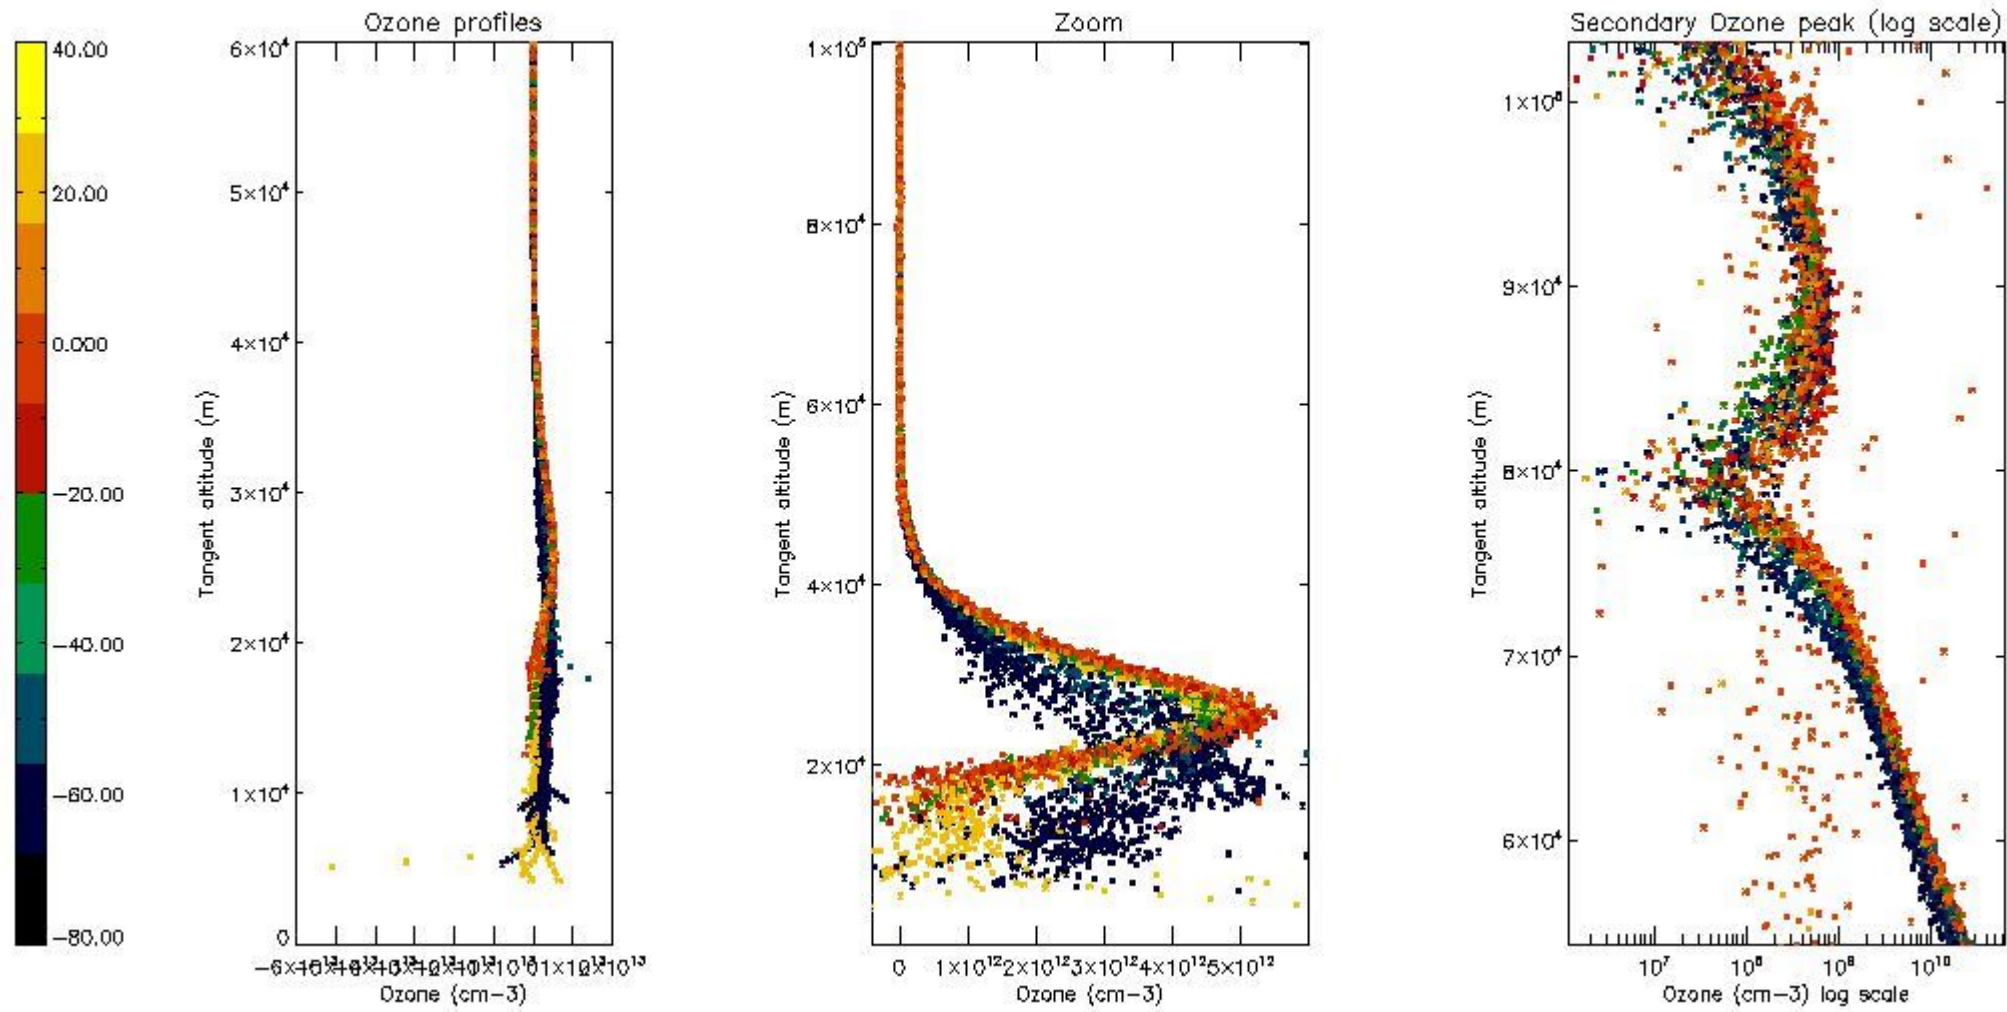 Ozone profiles
Zoom
Secondary Ozone peak (log scale)
40.00
20.00
0.000
−20.00
−40.00
−60.00
−80.00
6×10⁴
5×10⁴
4×10⁴
3×10⁴
2×10⁴
1×10⁴
0
Tangent altitude (m)
Ozone (cm−3)
1×10⁵
8×10⁴
6×10⁴
4×10⁴
2×10⁴
Tangent altitude (m)
0 1×10¹² 2×10¹² 3×10¹² 4×10¹² 5×10¹²
Ozone (cm−3)
1×10⁵
9×10⁴
8×10⁴
7×10⁴
6×10⁴
Tangent altitude (m)
10⁷ 10⁸ 10⁹ 10¹⁰
Ozone (cm−3) log scale